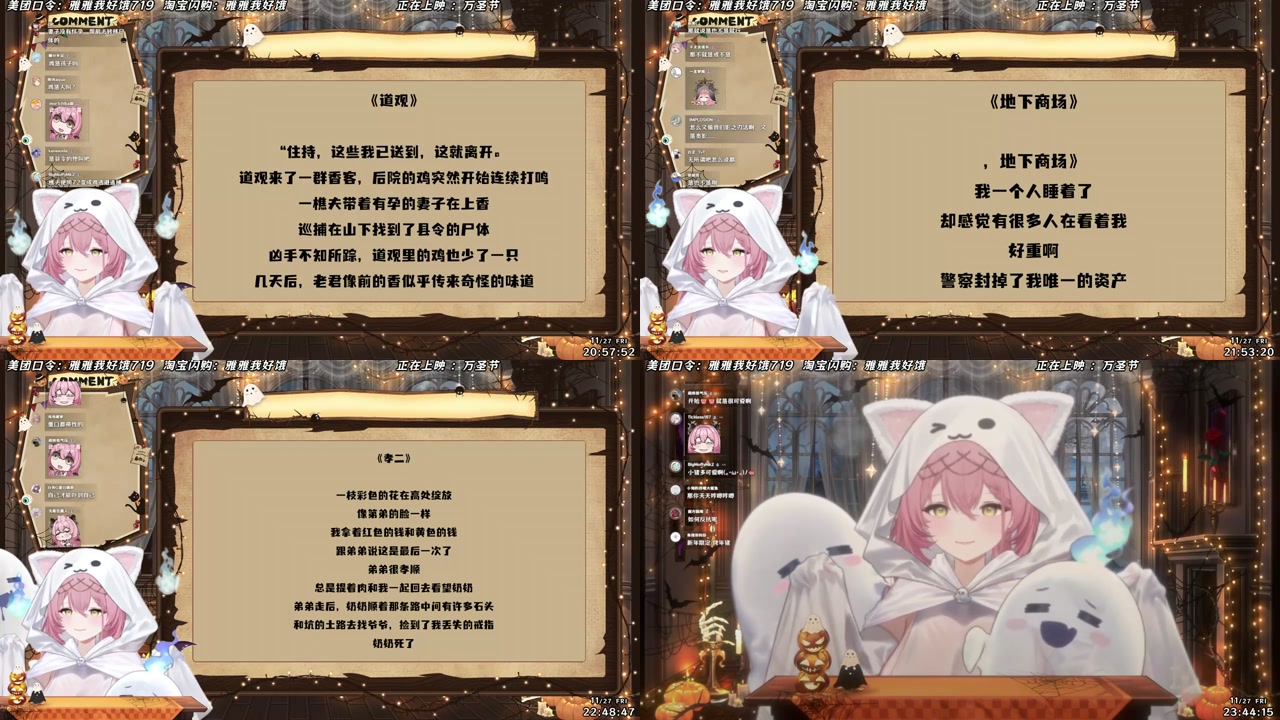 美团口令：雅雅我好饿719 淘宝闪购：雅雅我好饿
正在上映 ：万圣节
COMMENT
《道观》
“住持，这些我已送到，这就离开。
道观来了一群香客，后院的鸡突然开始连续打鸣
一樵夫带着有孕的妻子在上香
巡捕在山下找到了县令的尸体
凶手不知所踪，道观里的鸡也少了一只
几天后，老君像前的香似乎传来奇怪的味道
11/27 FRI
20:57:52
美团口令：雅雅我好饿719 淘宝闪购：雅雅我好饿
正在上映 ：万圣节
COMMENT
《地下商场》
，地下商场》
我一个人睡着了
却感觉有很多人在看着我
好重啊
警察封掉了我唯一的资产
11/27 FRI
21:53:20
美团口令：雅雅我好饿719 淘宝闪购：雅雅我好饿
正在上映 ：万圣节
COMMENT
《孝二》
一枝彩色的花在高处绽放
像弟弟的脸一样
我拿着红色的钱和黄色的钱
跟弟弟说这是最后一次了
弟弟很孝顺
总是提着肉和我一起回去看望奶奶
弟弟走后，奶奶顺着那条路中间有许多石头
和坑的土路去找爷爷，捡到了我丢失的戒指
奶奶死了
11/27 FRI
22:48:47
美团口令：雅雅我好饿719 淘宝闪购：雅雅我好饿
正在上映 ：万圣节
如何反抗呢
11/27 FRI
23:44:15